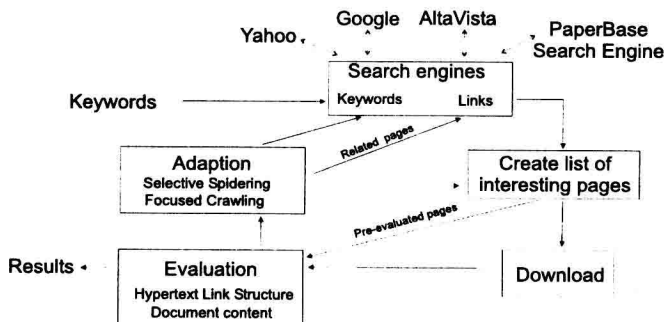 Google AltaVista
Yahoo PaperBase
Search Engine
Search engines
Keywords Keywords Links
Related pages
Adaption
Selective Spidering
Focused Crawling
Create list of
interesting pages
Pre-evaluated pages
Results Evaluation Download
Hypertext Link Structure
Document content